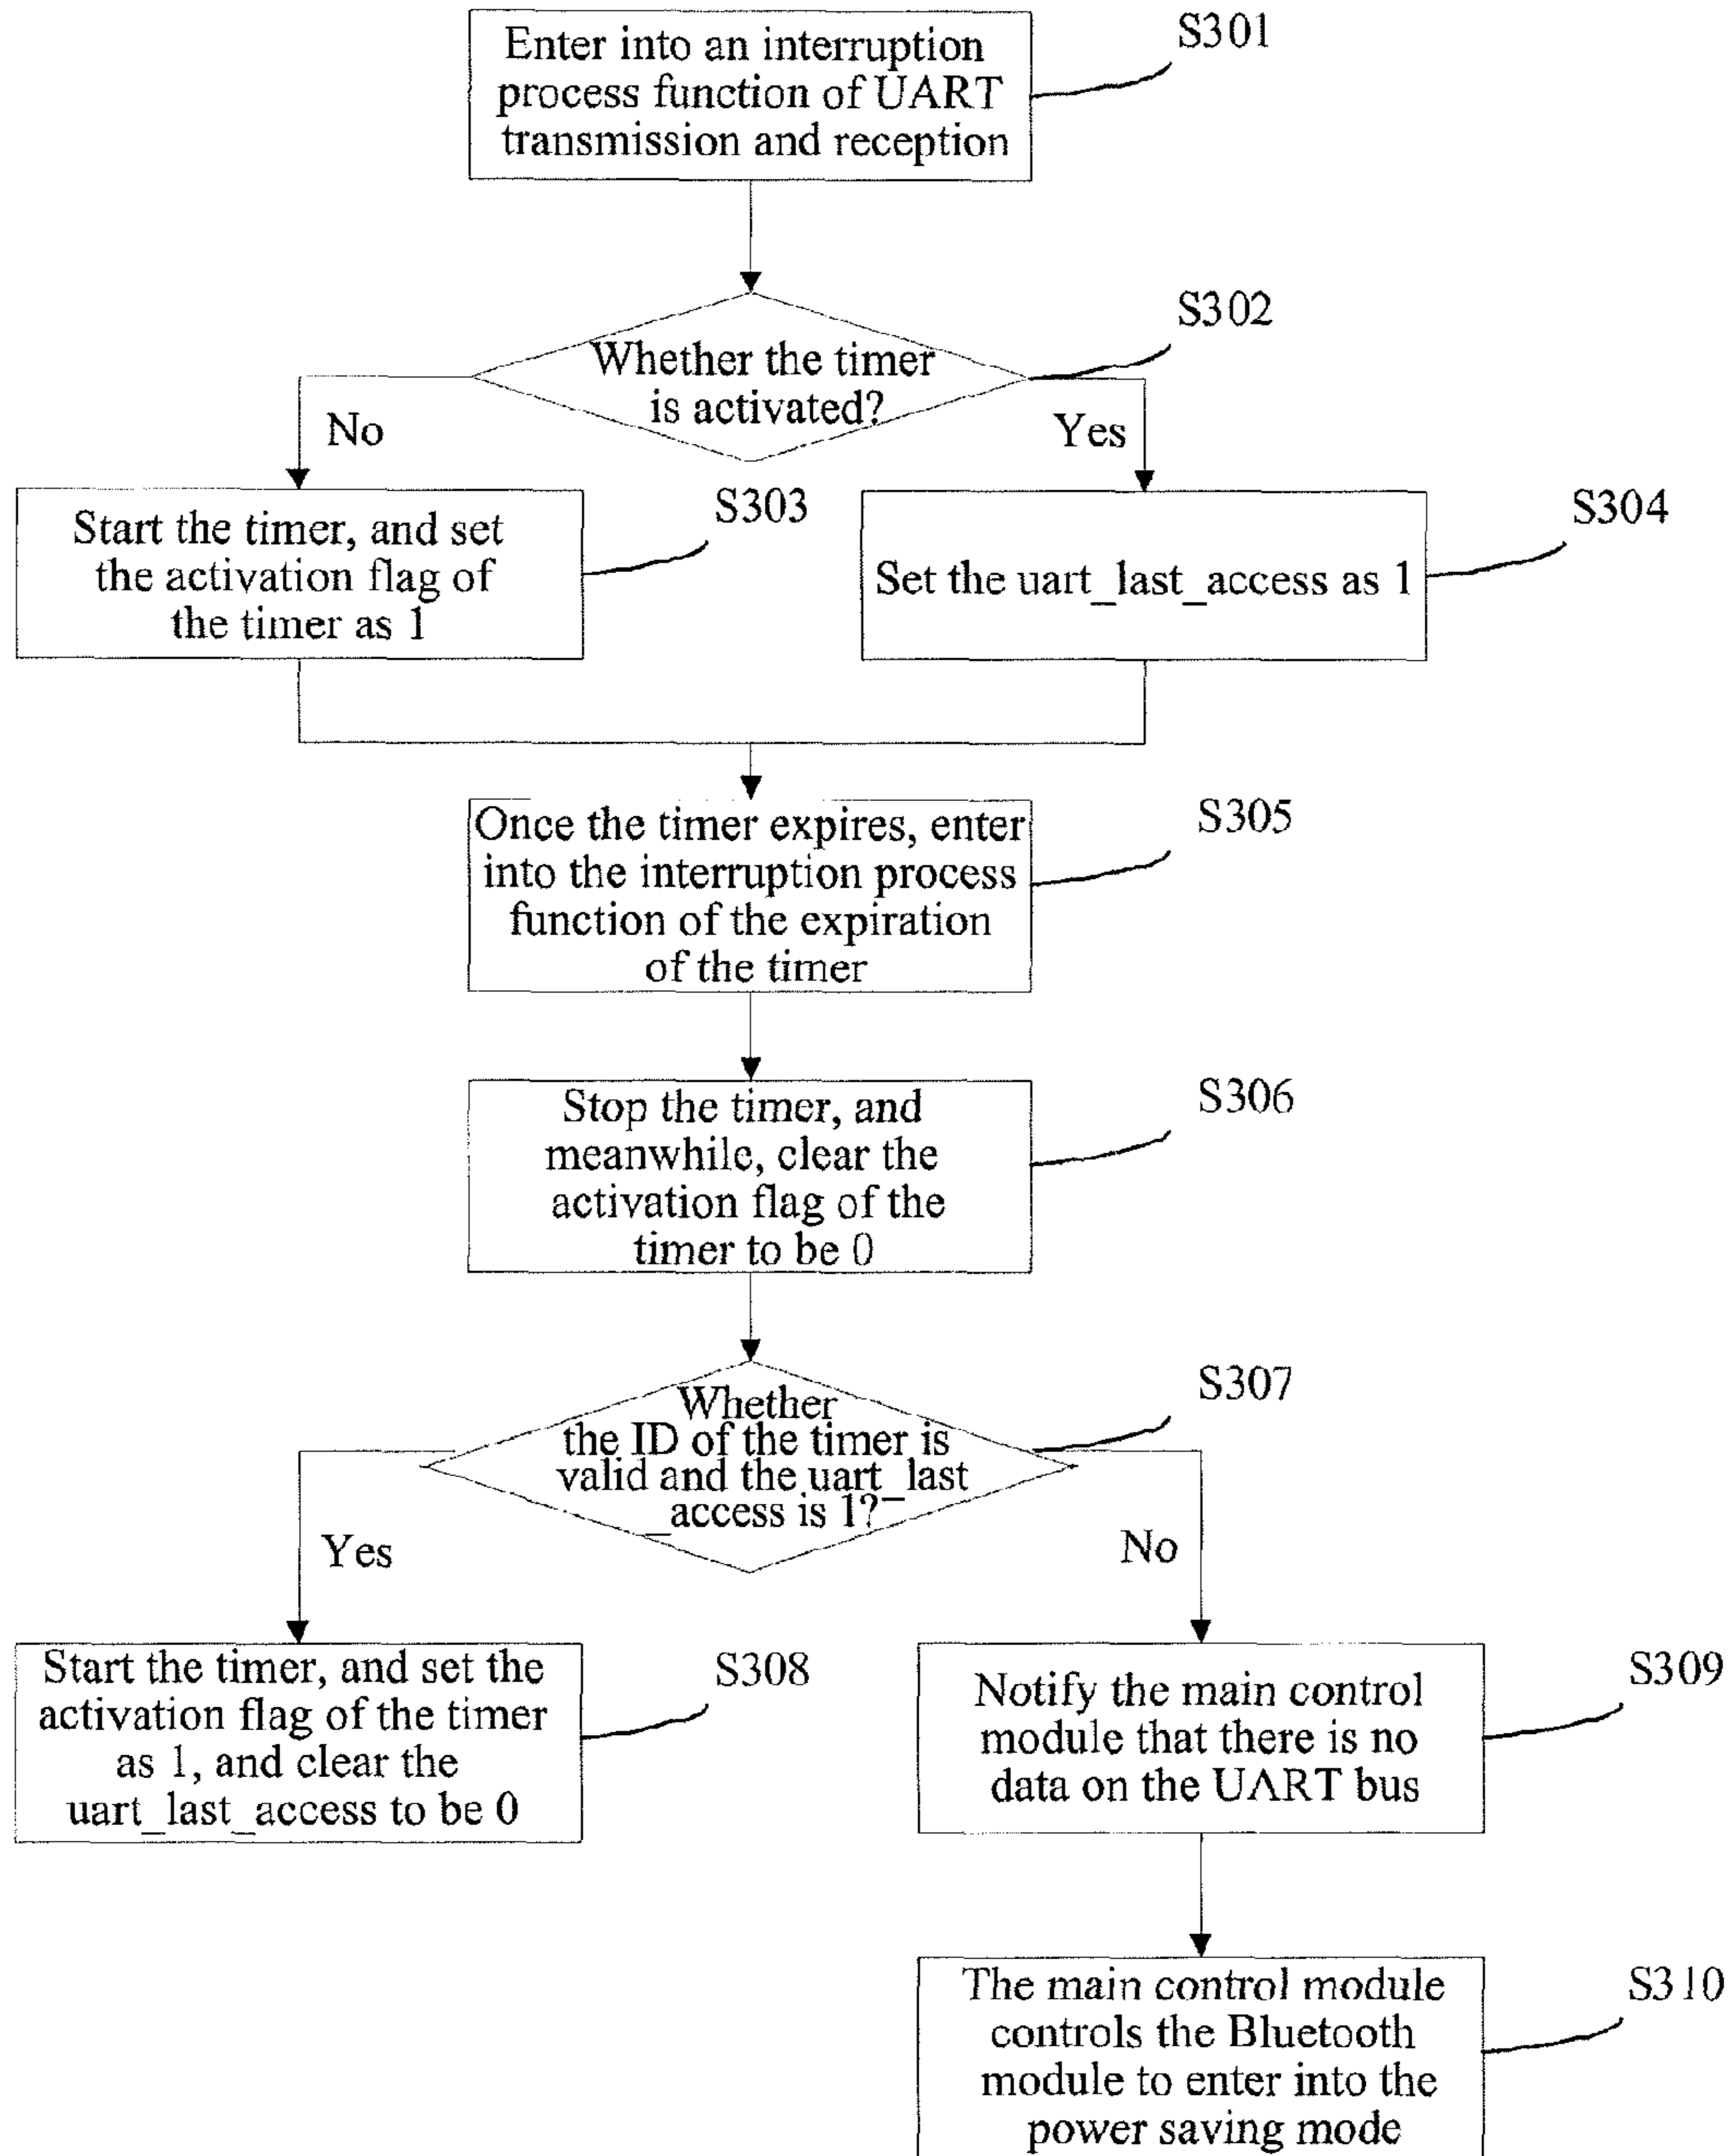 Enter into an interruption
process function of UART
transmission and reception
S301
Whether the timer
is activated?
S302
No
Yes
Start the timer, and set
the activation flag of
the timer as 1
S303
Set the uart_last_access as 1
S304
Once the timer expires, enter
into the interruption process
function of the expiration
of the timer
S305
Stop the timer, and
meanwhile, clear the
activation flag of the
timer to be 0
S306
Whether
the ID of the timer is
valid and the uart_last
_access is 1?
S307
Yes
No
Start the timer, and set the
activation flag of the timer
as 1, and clear the
uart_last_access to be 0
S308
Notify the main control
module that there is no
data on the UART bus
S309
The main control module
controls the Bluetooth
module to enter into the
power saving mode
S310